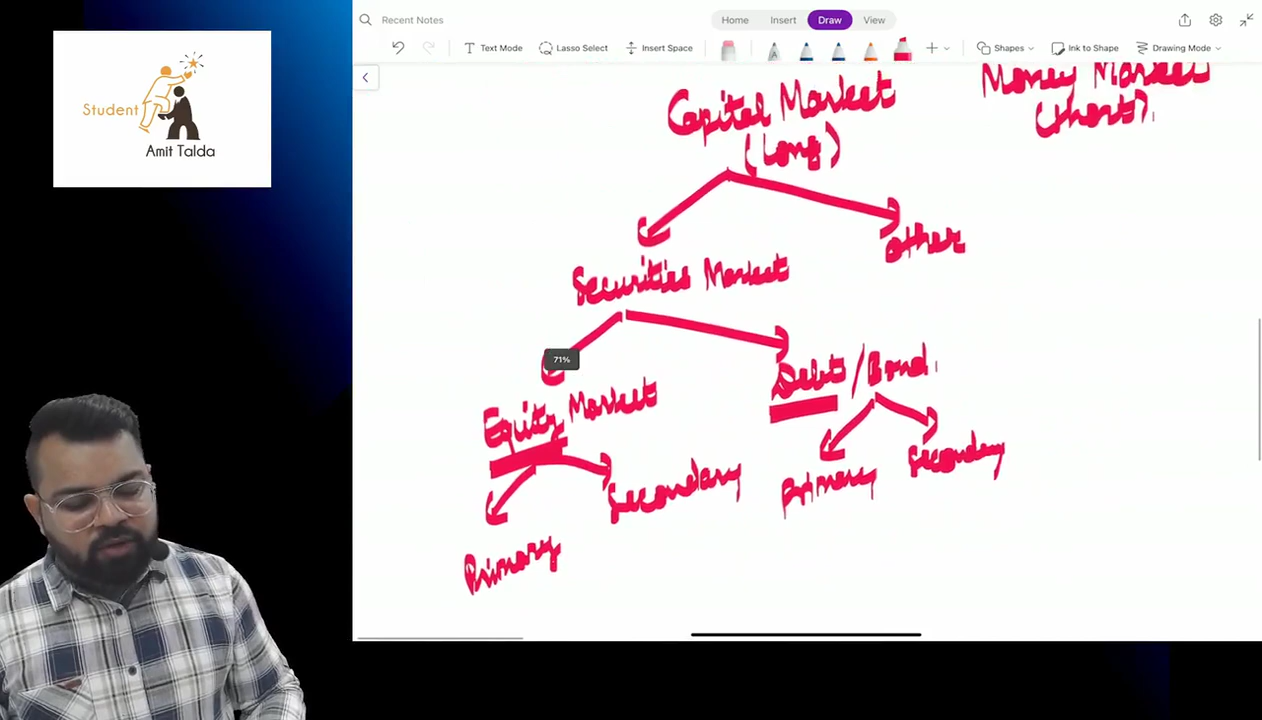 Recent Notes
Home Insert Draw View
Text Mode Lasso Select Insert Space Shapes Ink to Shape Drawing Mode
Student
Amit Talda
Capital Market
(Long)
Money Market
(Short)
Securities Market
other
71%
Equity Market
Debt/Bond.
Primary
Secondary
Primary
Secondary